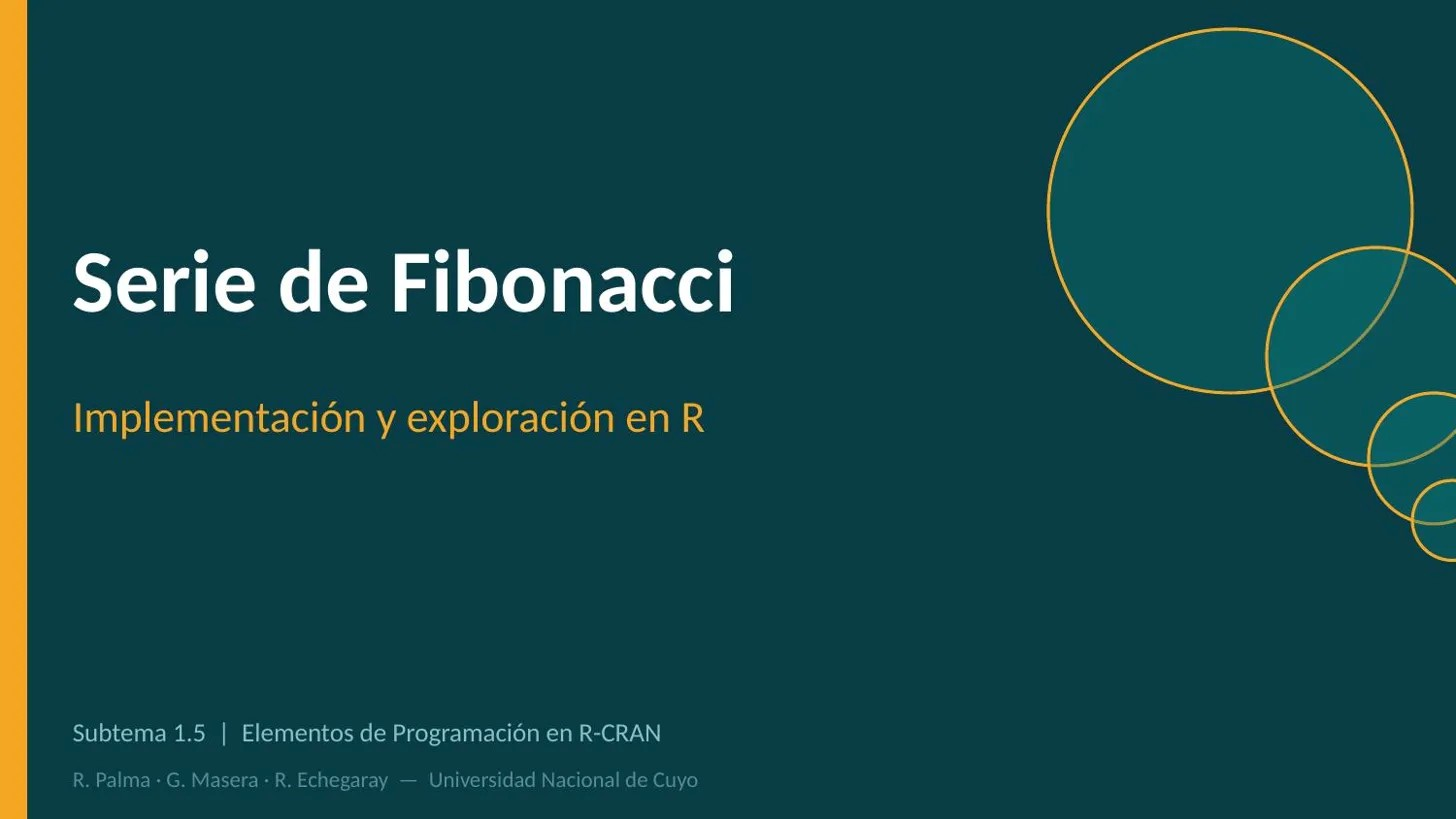 Serie de Fibonacci
Implementación y exploración en R
Subtema 1.5 | Elementos de Programación en R-CRAN
R. Palma · G. Masera · R. Echegaray — Universidad Nacional de Cuyo